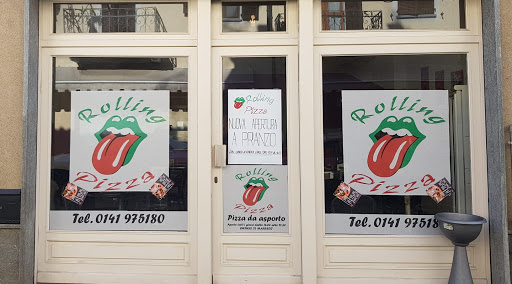 Rolling
Pizza
Tel. 0141 975180
Rolling
Pizza
NUOVA APERTURA
A PRANZO
Rolling
Pizza
Pizza da asporto
Rolling
Pizza
Tel. 0141 975180